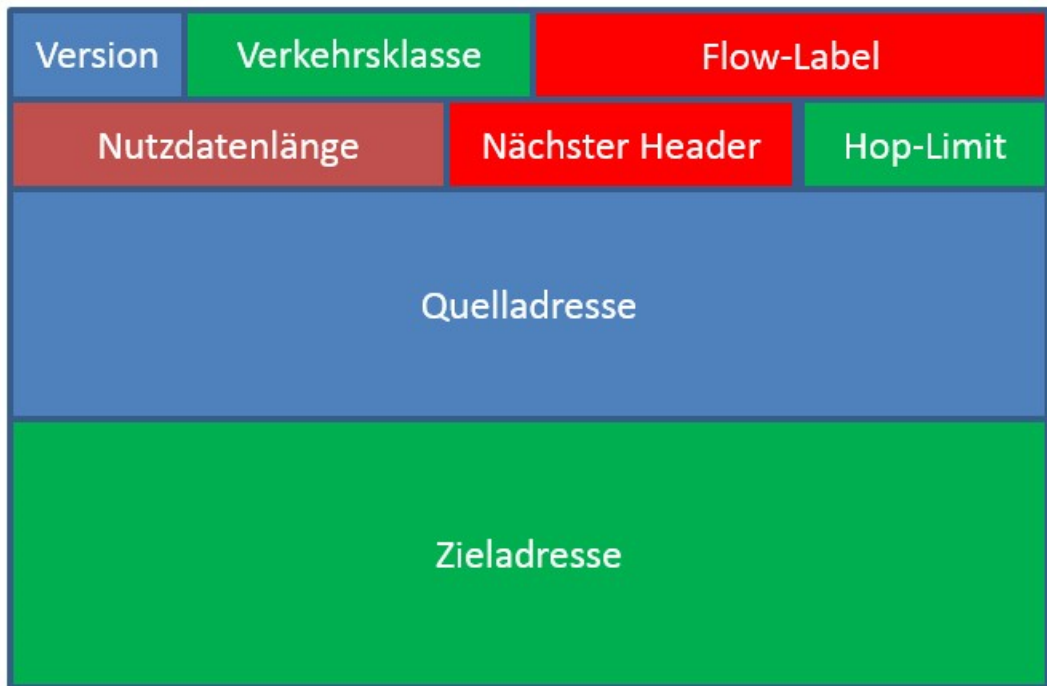 Version Verkehrsklasse Flow-Label
Nutzdatenlänge Nächster Header Hop-Limit
Quelladresse
Zieladresse